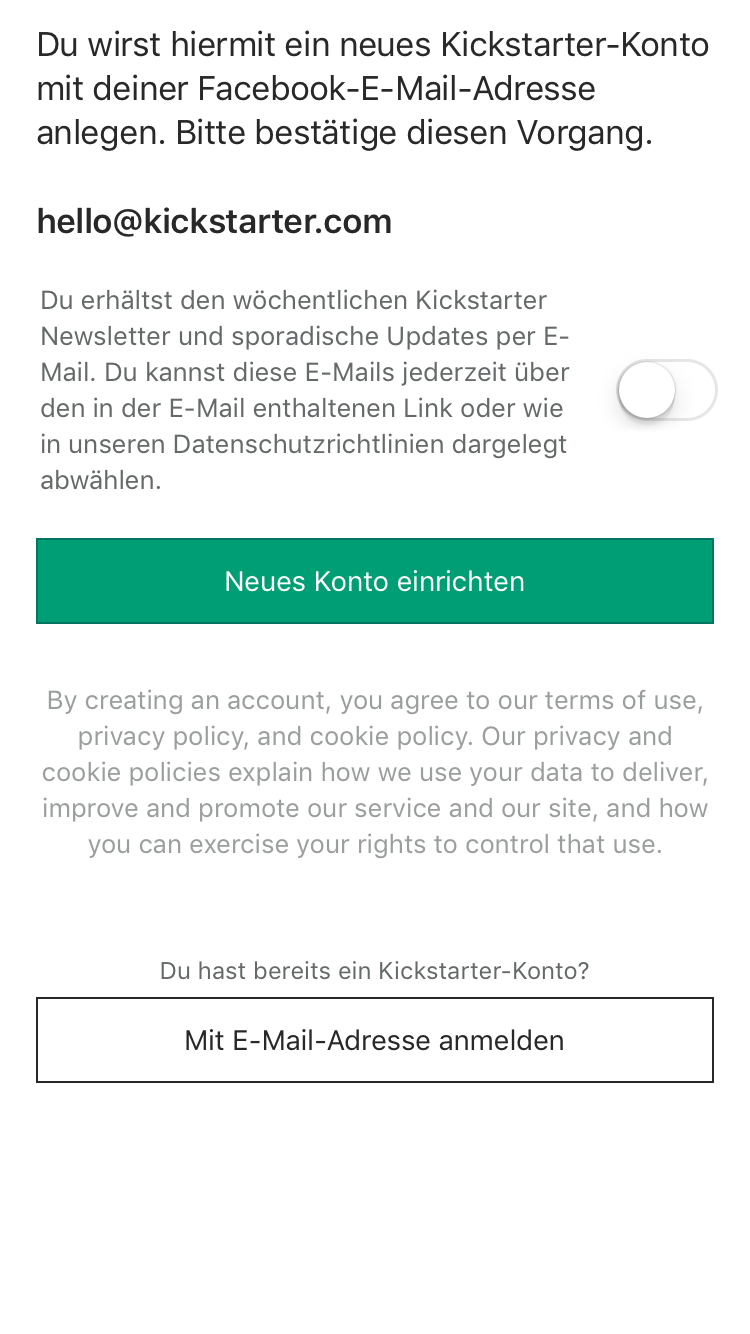 Du wirst hiermit ein neues Kickstarter-Konto
mit deiner Facebook-E-Mail-Adresse
anlegen. Bitte bestätige diesen Vorgang.
hello@kickstarter.com
Du erhältst den wöchentlichen Kickstarter
Newsletter und sporadische Updates per E-
Mail. Du kannst diese E-Mails jederzeit über
den in der E-Mail enthaltenen Link oder wie
in unseren Datenschutzrichtlinien dargelegt
abwählen.
Neues Konto einrichten
By creating an account, you agree to our terms of use,
privacy policy, and cookie policy. Our privacy and
cookie policies explain how we use your data to deliver,
improve and promote our service and our site, and how
you can exercise your rights to control that use.
Du hast bereits ein Kickstarter-Konto?
Mit E-Mail-Adresse anmelden